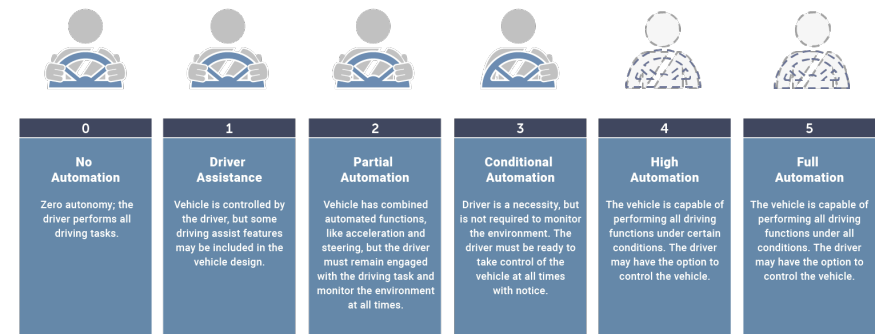 0
No
Automation
Zero autonomy; the
driver performs all
driving tasks.
1
Driver
Assistance
Vehicle is controlled by
the driver, but some
driving assist features
may be included in the
vehicle design.
2
Partial
Automation
Vehicle has combined
automated functions,
like acceleration and
steering, but the driver
must remain engaged
with the driving task and
monitor the environment
at all times.
3
Conditional
Automation
Driver is a necessity, but
is not required to monitor
the environment. The
driver must be ready to
take control of the
vehicle at all times
with notice.
4
High
Automation
The vehicle is capable of
performing all driving
functions under certain
conditions. The driver
may have the option to
control the vehicle.
5
Full
Automation
The vehicle is capable of
performing all driving
functions under all
conditions. The driver
may have the option to
control the vehicle.